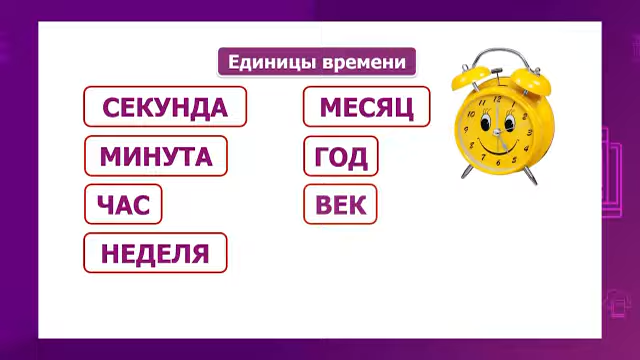 Единицы времени
СЕКУНДА
МИНУТА
ЧАС
НЕДЕЛЯ
МЕСЯЦ
ГОД
ВЕК